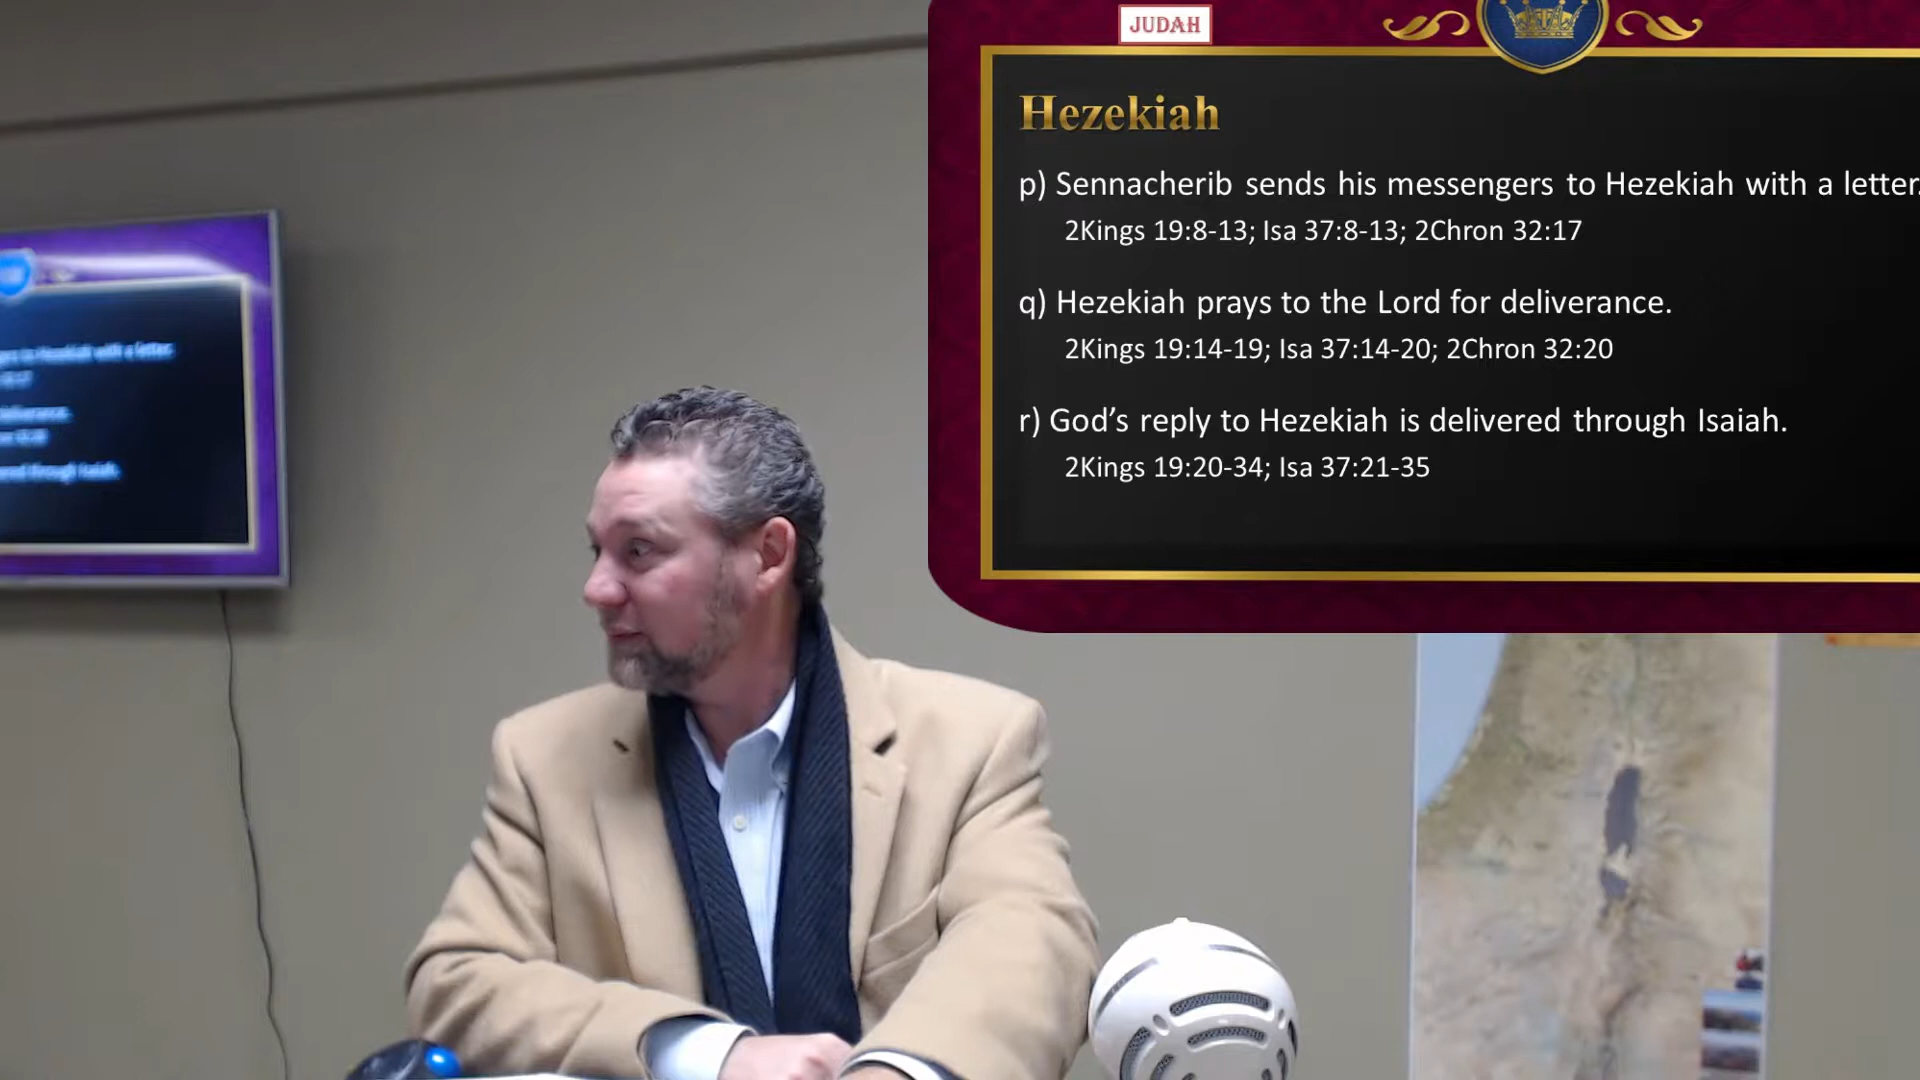 JUDAH
Hezekiah
p) Sennacherib sends his messengers to Hezekiah with a letter.
2Kings 19:8-13; Isa 37:8-13; 2Chron 32:17
q) Hezekiah prays to the Lord for deliverance.
2Kings 19:14-19; Isa 37:14-20; 2Chron 32:20
r) God’s reply to Hezekiah is delivered through Isaiah.
2Kings 19:20-34; Isa 37:21-35
with a letter.